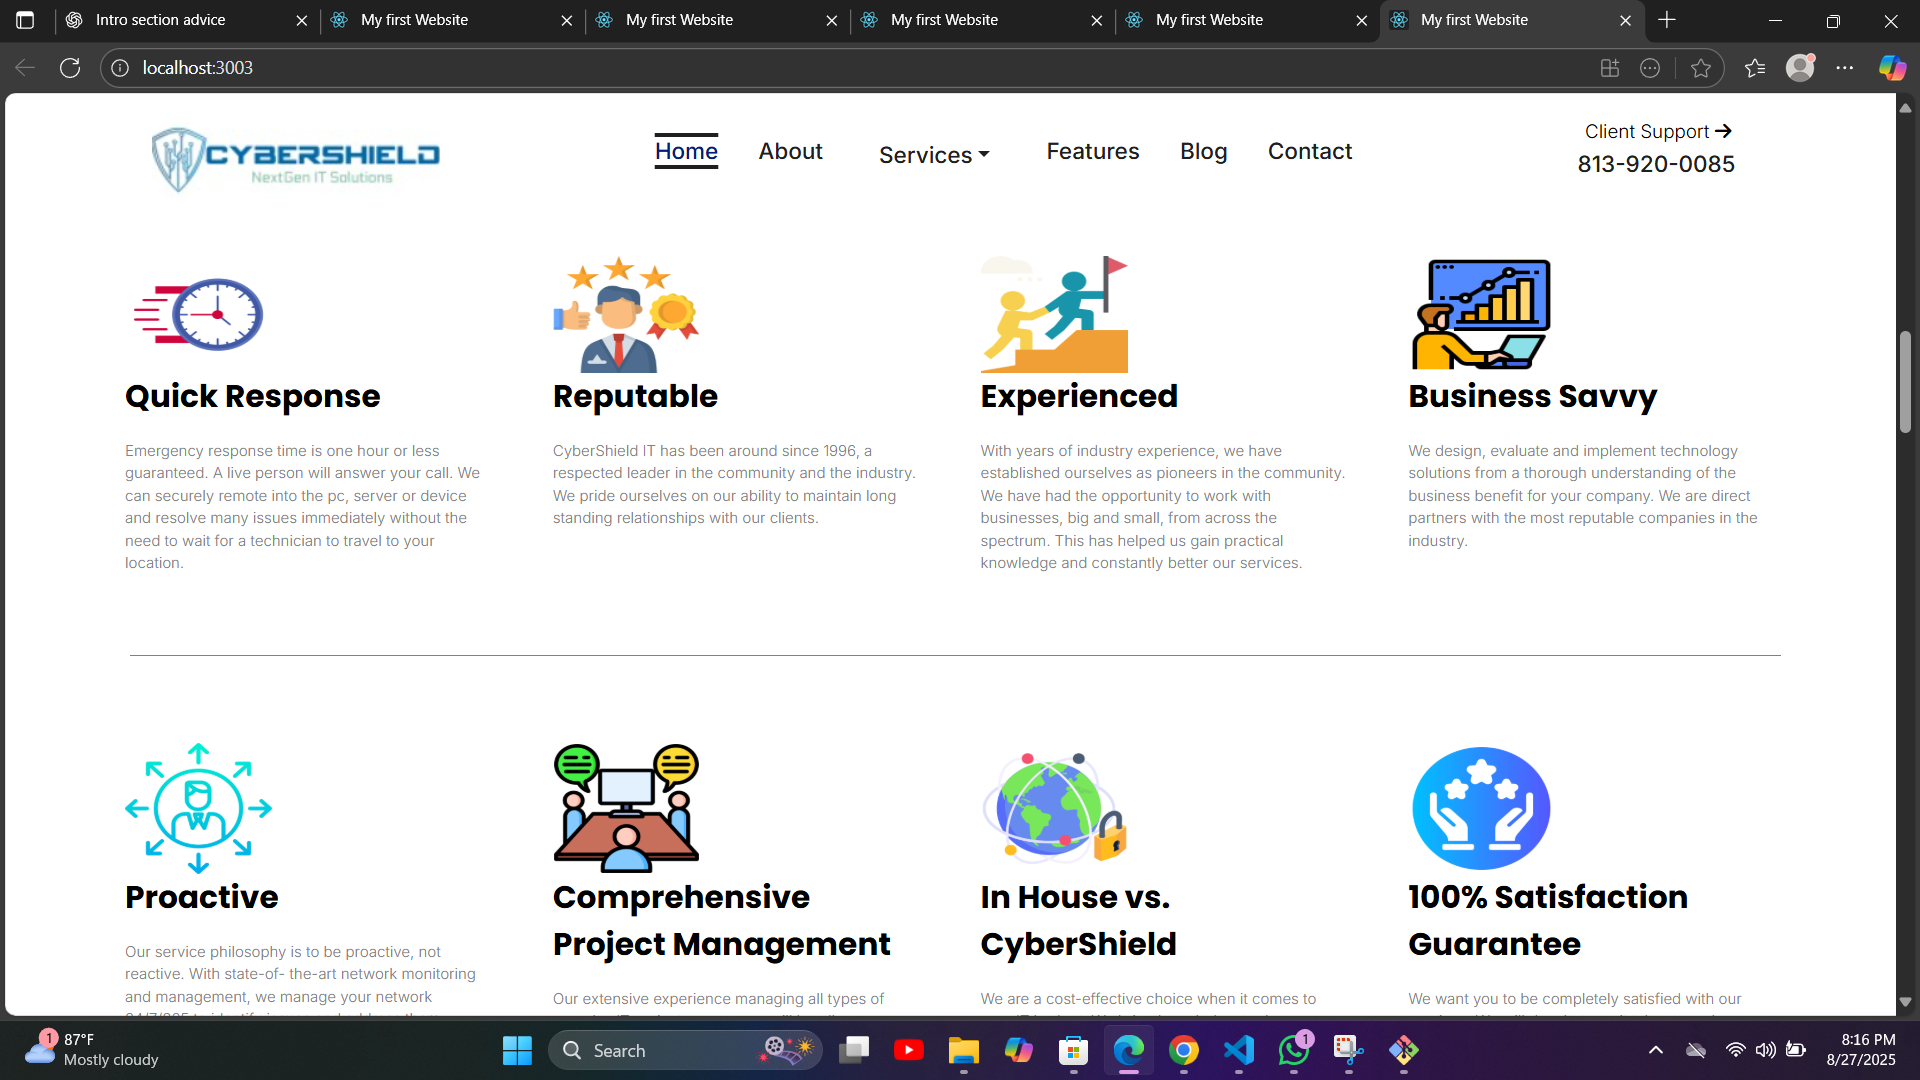 Intro section advice
My first Website
My first Website
My first Website
My first Website
My first Website
localhost:3003
CYBERSHIELD
NextGen IT Solutions
Home
About
Services
Features
Blog
Contact
Client Support
813-920-0085
Quick Response
Emergency response time is one hour or less
guaranteed. A live person will answer your call. We
can securely remote into the pc, server or device
and resolve many issues immediately without the
need to wait for a technician to travel to your
location.
Reputable
CyberShield IT has been around since 1996, a
respected leader in the community and the industry.
We pride ourselves on our ability to maintain long
standing relationships with our clients.
Experienced
With years of industry experience, we have
established ourselves as pioneers in the community.
We have had the opportunity to work with
businesses, big and small, from across the
spectrum. This has helped us gain practical
knowledge and constantly better our services.
Business Savvy
We design, evaluate and implement technology
solutions from a thorough understanding of the
business benefit for your company. We are direct
partners with the most reputable companies in the
industry.
Proactive
Our service philosophy is to be proactive, not
reactive. With state-of- the-art network monitoring
and management, we manage your network
Comprehensive
Project Management
Our extensive experience managing all types of
In House vs.
CyberShield
We are a cost-effective choice when it comes to
100% Satisfaction
Guarantee
We want you to be completely satisfied with our
1
87°F
Mostly cloudy
Search
1
8:16 PM
8/27/2025